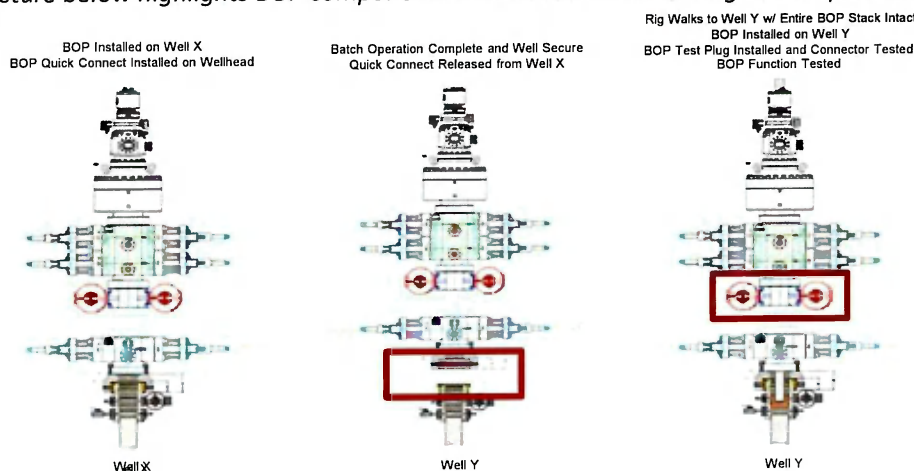 BOP Installed on Well X
BOP Quick Connect Installed on Wellhead
Batch Operation Complete and Well Secure
Quick Connect Released from Well X
Rig Walks to Well Y w/ Entire BOP Stack Intact
BOP Installed on Well Y
BOP Test Plug Installed and Connector Tested
BOP Function Tested
Well X
Well Y
Well Y